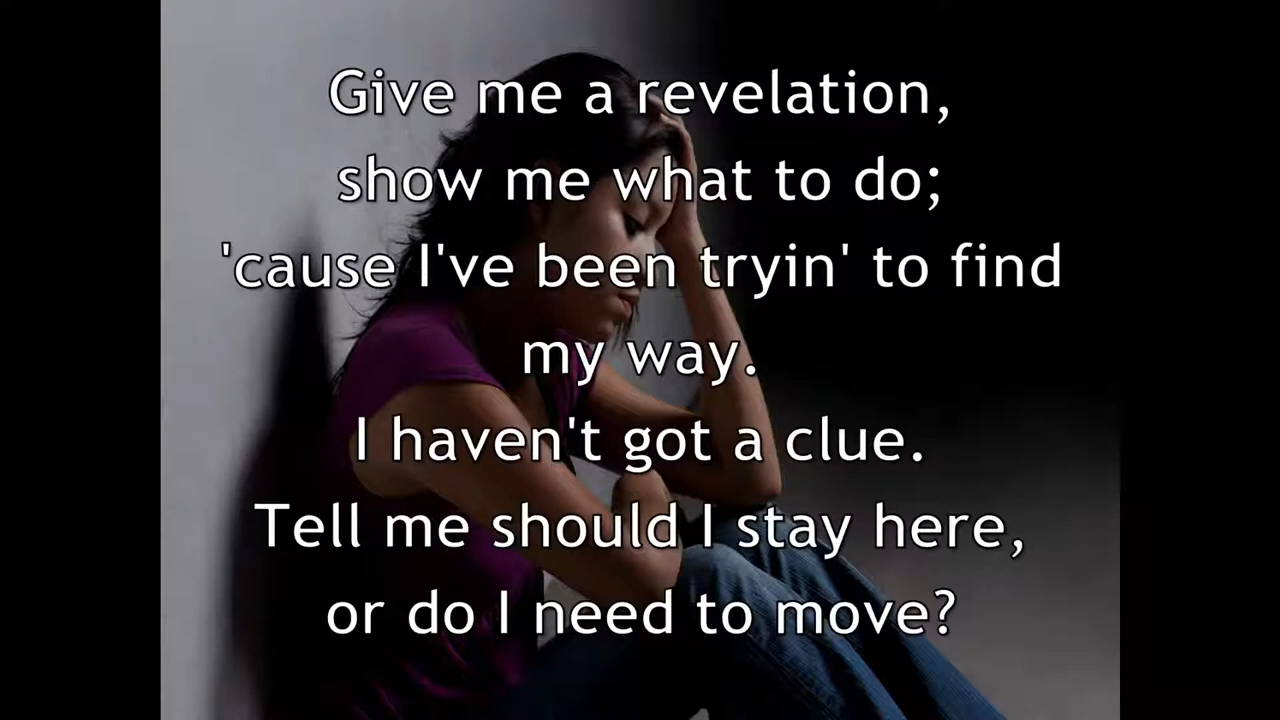 Give me a revelation,
show me what to do;
'cause I've been tryin' to find
my way.
I haven't got a clue.
Tell me should I stay here,
or do I need to move?